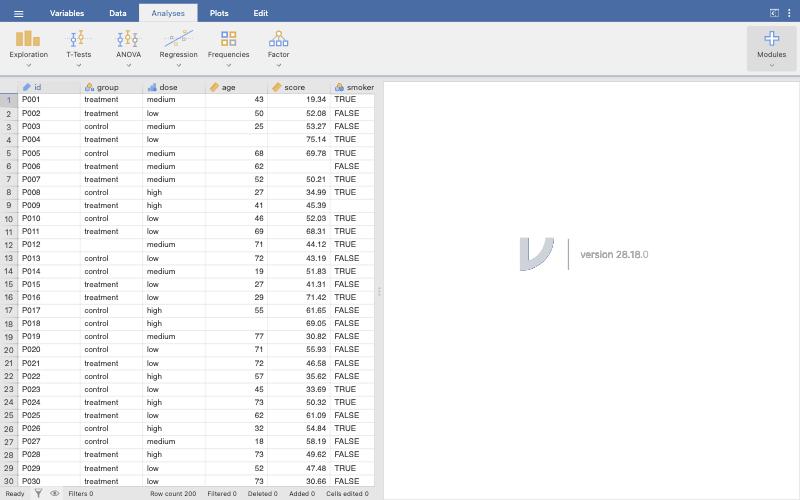 Variables Data Analyses Plots Edit
Exploration T-Tests ANOVA Regression Frequencies Factor Modules
id group dose age score smoker
1 P001 treatment medium 43 19.34 TRUE
2 P002 treatment low 50 52.08 FALSE
3 P003 control medium 25 53.27 FALSE
4 P004 treatment low 75.14 TRUE
5 P005 control medium 68 69.78 TRUE
6 P006 treatment medium 62 FALSE
7 P007 treatment medium 52 50.21 TRUE
8 P008 control high 27 34.99 TRUE
9 P009 treatment high 41 45.39
10 P010 control low 46 52.03 TRUE
11 P011 treatment low 69 68.31 TRUE
12 P012 medium 71 44.12 TRUE
13 P013 control low 72 43.19 FALSE
14 P014 control medium 19 51.83 TRUE
15 P015 treatment low 27 41.31 FALSE
16 P016 treatment low 29 71.42 TRUE
17 P017 control high 55 61.65 FALSE
18 P018 control high 69.05 FALSE
19 P019 control medium 77 30.82 FALSE
20 P020 control low 71 55.93 FALSE
21 P021 treatment low 72 46.58 FALSE
22 P022 control high 57 35.62 FALSE
23 P023 control low 45 33.69 TRUE
24 P024 treatment high 73 50.32 TRUE
25 P025 treatment low 62 61.09 FALSE
26 P026 control high 32 54.84 TRUE
27 P027 control medium 18 58.19 FALSE
28 P028 treatment high 73 49.62 FALSE
29 P029 treatment low 52 47.48 TRUE
30 P030 treatment low 73 30.66 FALSE
version 28.18.0
Ready Filters 0 Row count 200 Filtered 0 Deleted 0 Added 0 Cells edited 0